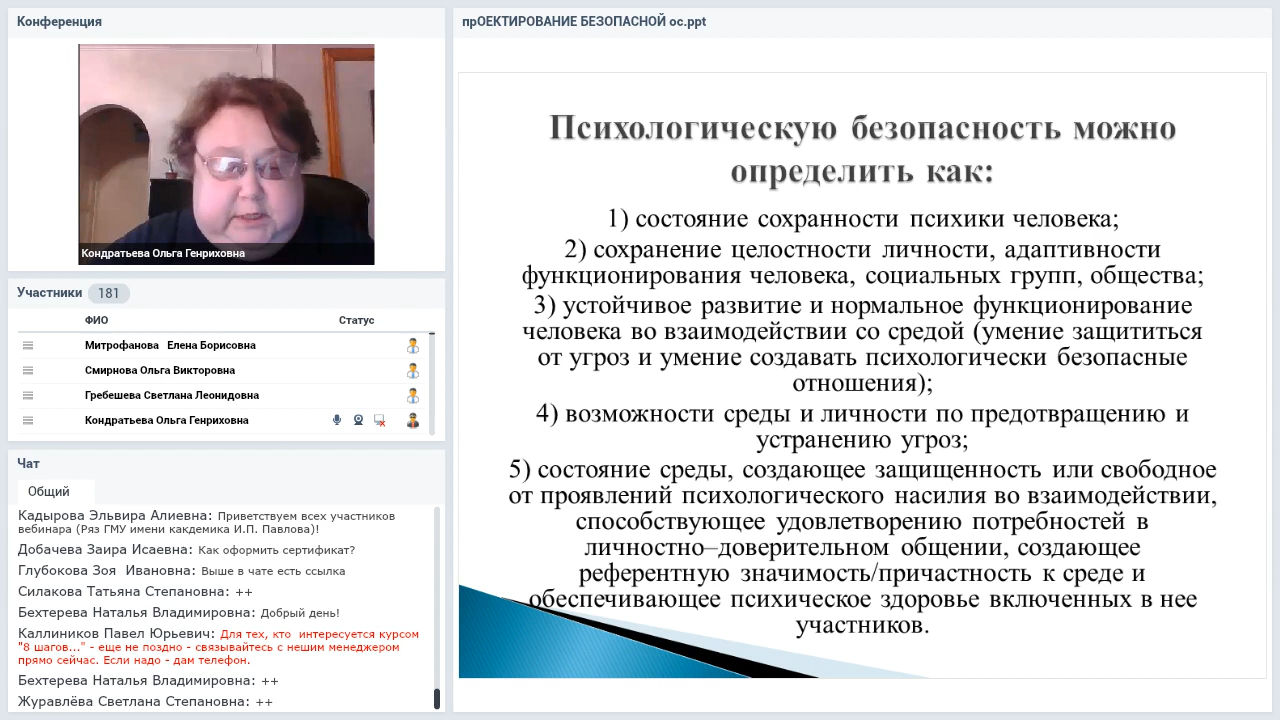 Конференция
Кондратьева Ольга Генриховна
Участники 181
ФИО Статус
Митрофанова Елена Борисовна
Смирнова Ольга Викторовна
Гребешева Светлана Леонидовна
Кондратьева Ольга Генриховна
Чат
Общий
Кадырова Эльвира Алиевна: Приветствуем всех участников
вебинара (Ряз ГМУ имени какдемика И.П. Павлова)!
Добачева Заира Исаевна: Как оформить сертификат?
Глубокова Зоя Ивановна: Выше в чате есть ссылка
Силакова Татьяна Степановна: ++
Бехтерева Наталья Владимировна: Добрый день!
Каллиников Павел Юрьевич: Для тех, кто интересуется курсом
"8 шагов..." - еще не поздно - связывайтесь с нешим менеджером
прямо сейчас. Если надо - дам телефон.
Бехтерева Наталья Владимировна: ++
Журавлёва Светлана Степановна: ++
прОЕКТИРОВАНИЕ БЕЗОПАСНОЙ ос.ppt
Психологическую безопасность можно
определить как:
1) состояние сохранности психики человека;
2) сохранение целостности личности, адаптивности
функционирования человека, социальных групп, общества;
3) устойчивое развитие и нормальное функционирование
человека во взаимодействии со средой (умение защититься
от угроз и умение создавать психологически безопасные
отношения);
4) возможности среды и личности по предотвращению и
устранению угроз;
5) состояние среды, создающее защищенность или свободное
от проявлений психологического насилия во взаимодействии,
способствующее удовлетворению потребностей в
личностно–доверительном общении, создающее
референтную значимость/причастность к среде и
обеспечивающее психическое здоровье включенных в нее
участников.